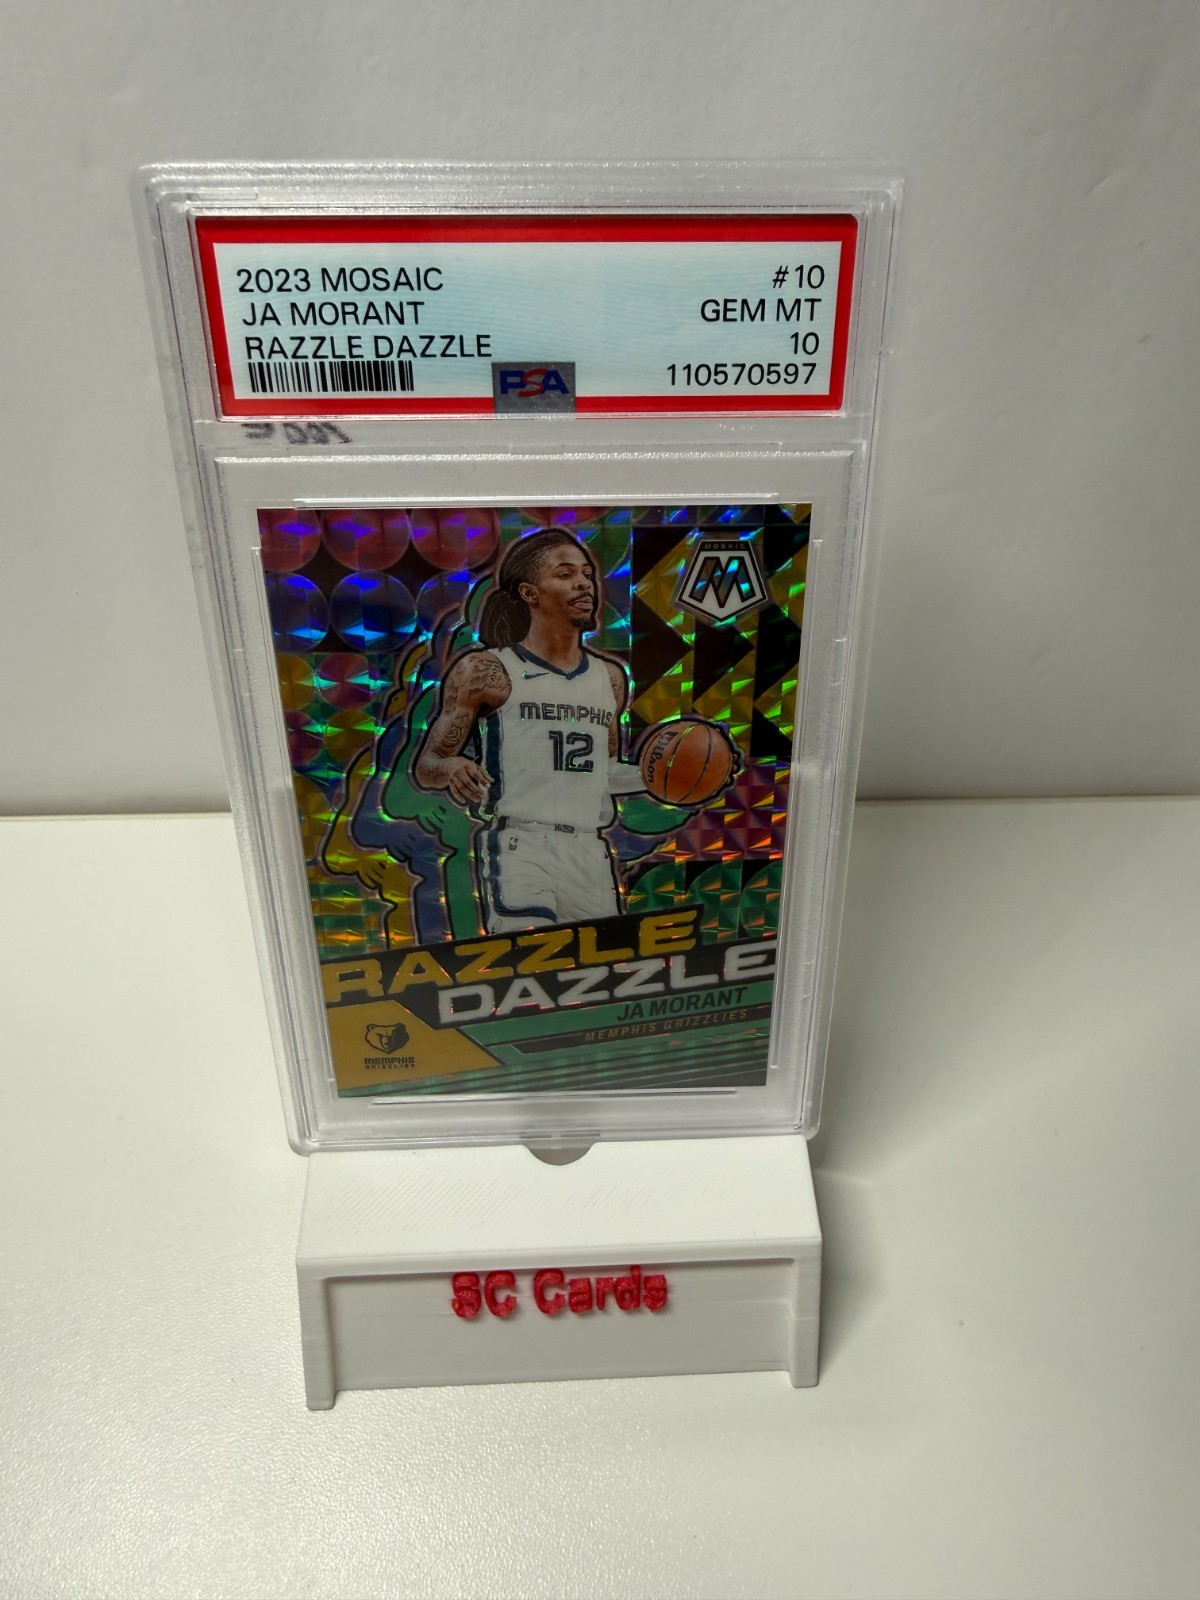 2023 MOSAIC #10
JA MORANT GEM MT
RAZZLE DAZZLE 10
PSA 110570597
MOSAIC
M
MEMPHIS
12
Wilson
RAZZLE
DAZZLE
JA MORANT
MEMPHIS GRIZZLIES
MEMPHIS
GRIZZLIES
SC Cards